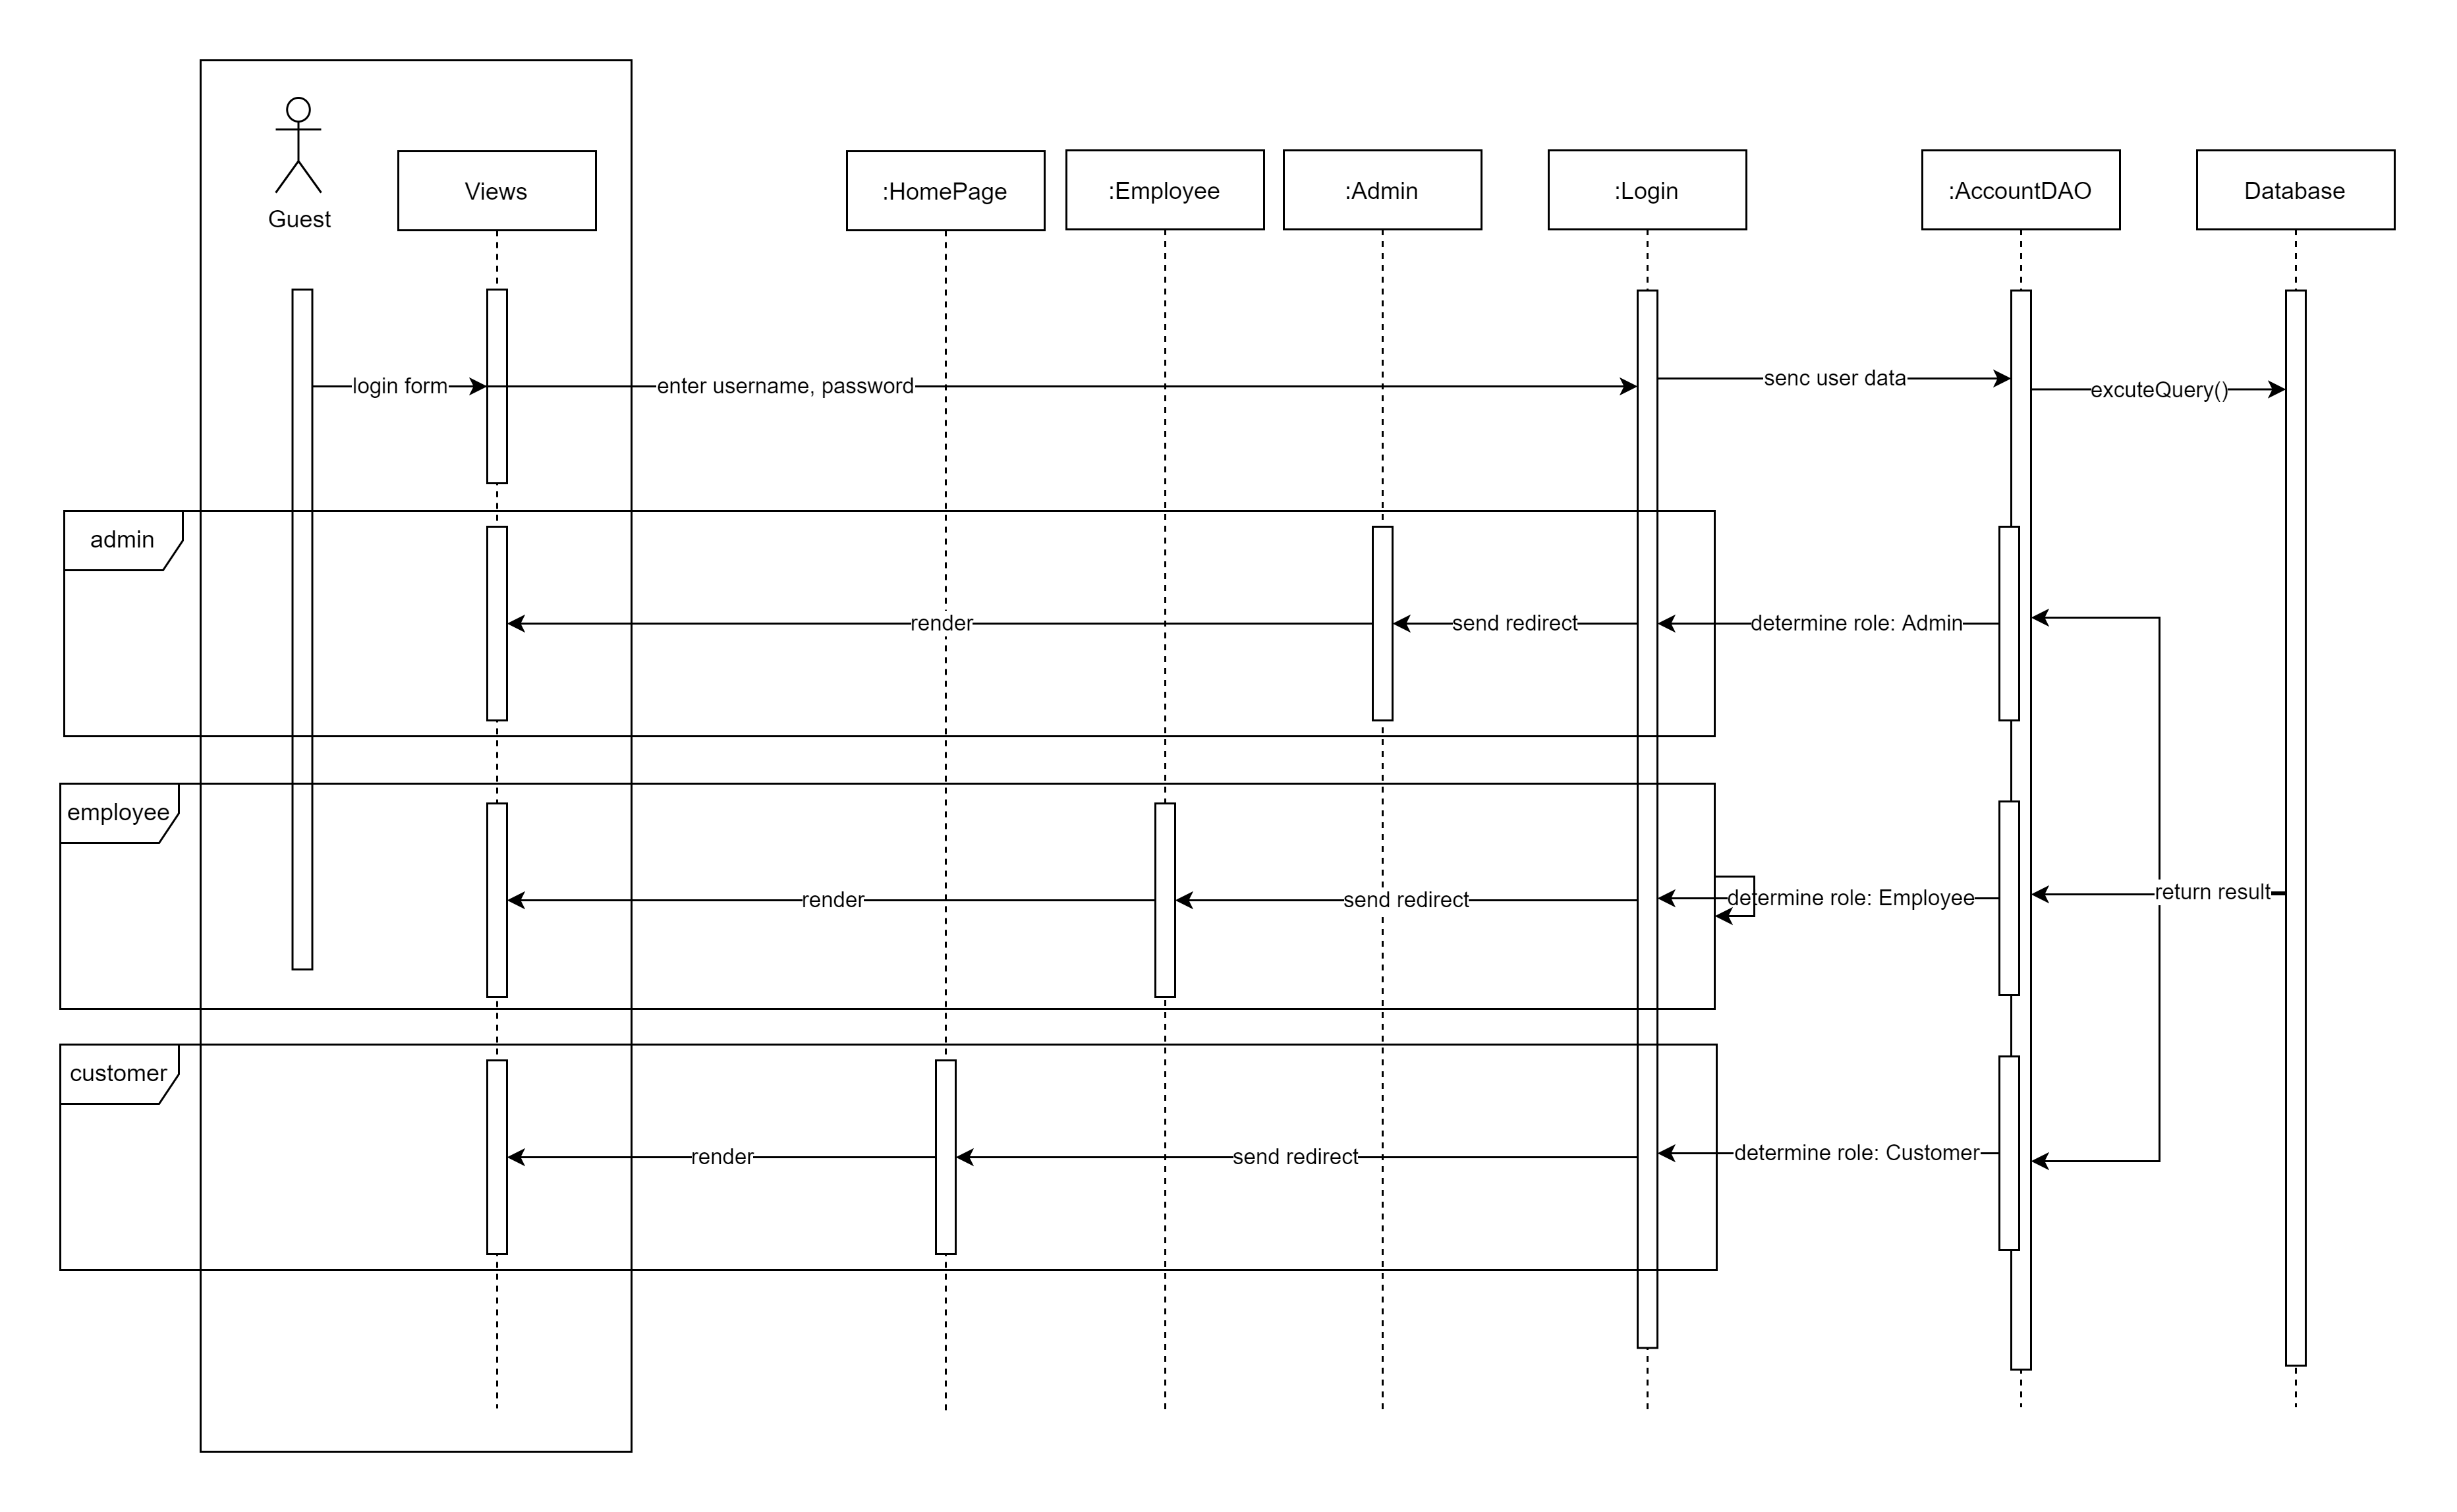 Guest
Views
:HomePage
:Employee
:Admin
:Login
:AccountDAO
Database
login form
enter username, password
senc user data
excuteQuery()
admin
render
send redirect
determine role: Admin
employee
render
send redirect
determine role: Employee
return result
customer
render
send redirect
determine role: Customer